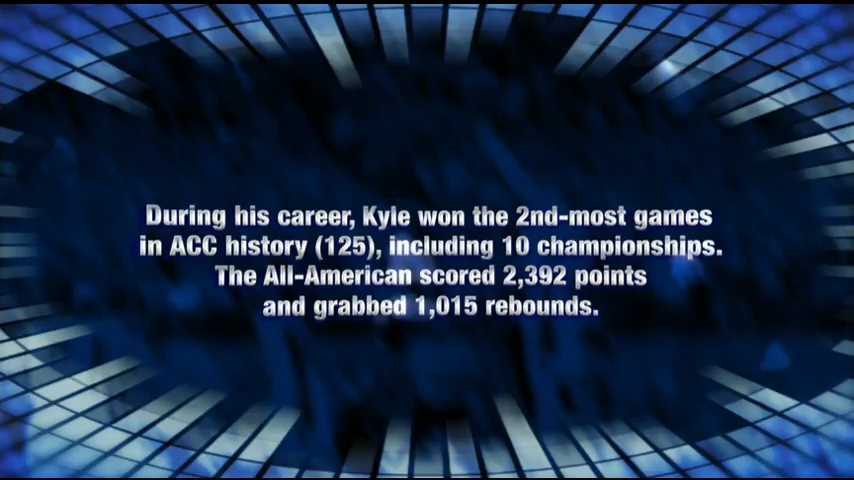 During his career, Kyle won the 2nd-most games
in ACC history (125), including 10 championships.
The All-American scored 2,392 points
and grabbed 1,015 rebounds.